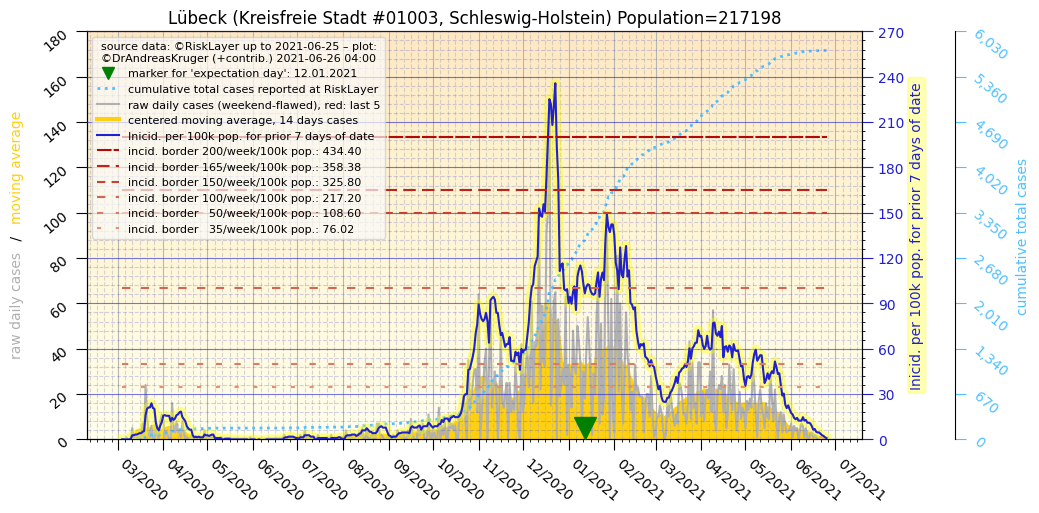 Lübeck (Kreisfreie Stadt #01003, Schleswig-Holstein) Population=217198
source data: ©RiskLayer up to 2021-06-25 – plot:
©DrAndreasKruger (+contrib.) 2021-06-26 04:00
marker for 'expectation day': 12.01.2021
cumulative total cases reported at RiskLayer
raw daily cases (weekend-flawed), red: last 5
centered moving average, 14 days cases
Inicid. per 100k pop. for prior 7 days of date
incid. border 200/week/100k pop.: 434.40
incid. border 165/week/100k pop.: 358.38
incid. border 150/week/100k pop.: 325.80
incid. border 100/week/100k pop.: 217.20
incid. border   50/week/100k pop.: 108.60
incid. border   35/week/100k pop.: 76.02
raw daily cases  /  moving average
180
160
140
120
100
80
60
40
20
0
270
240
210
180
150
120
90
60
30
0
Inicid. per 100k pop. for prior 7 days of date
6,030
5,360
4,690
4,020
3,350
2,680
2,010
1,340
670
0
cumulative total cases
03/2020
04/2020
05/2020
06/2020
07/2020
08/2020
09/2020
10/2020
11/2020
12/2020
01/2021
02/2021
03/2021
04/2021
05/2021
06/2021
07/2021